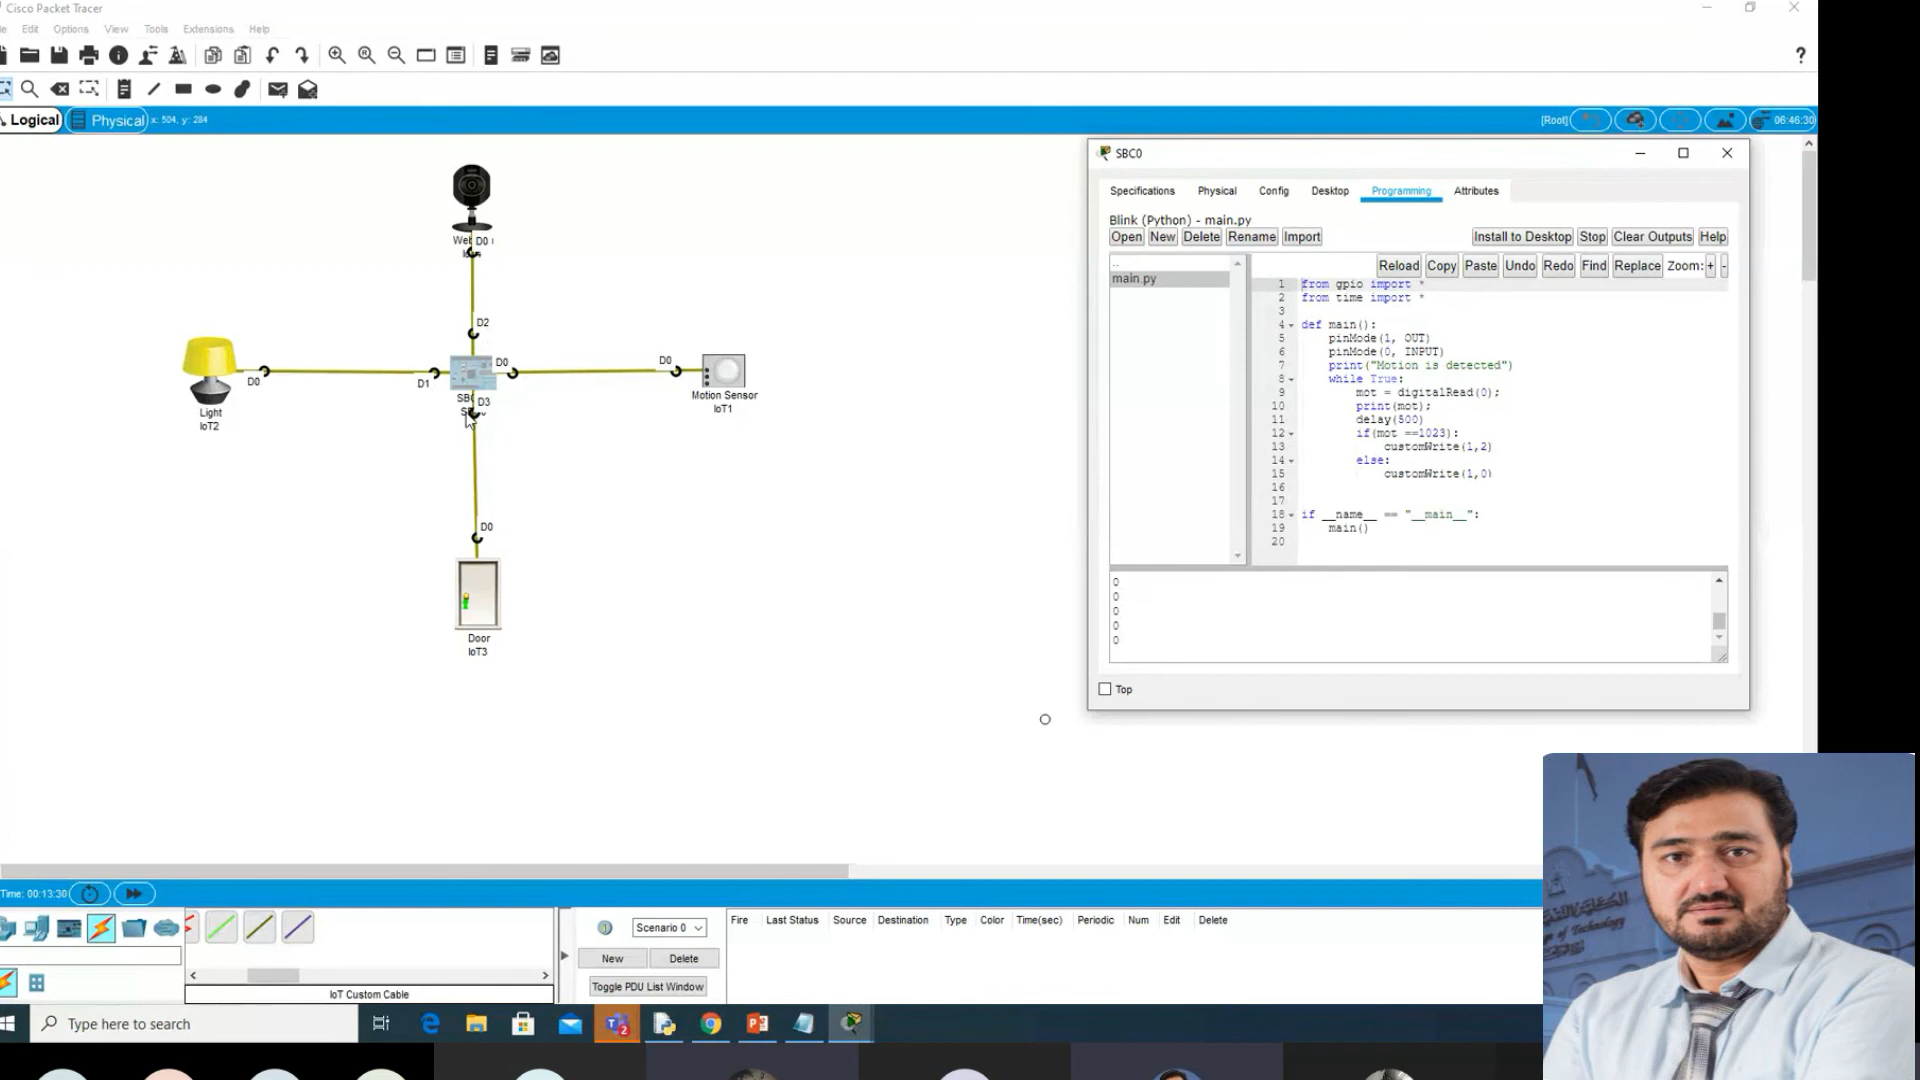 Cisco Packet Tracer
Edit Options View Tools Extensions Help
?
Logical Physical x: 504, y: 284 [Root] 06:46:30
SBC0
Specifications Physical Config Desktop Programming Attributes
Blink (Python) - main.py
Open New Delete Rename Import Install to Desktop Stop Clear Outputs Help
Reload Copy Paste Undo Redo Find Replace Zoom: + -
..
main.py
1 from gpio import *
2 from time import *
3
4 def main():
5 pinMode(1, OUT)
6 pinMode(0, INPUT)
7 print("Motion is detected")
8 while True:
9 mot = digitalRead(0);
10 print(mot);
11 delay(500)
12 if(mot ==1023):
13 customWrite(1,2)
14 else:
15 customWrite(1,0)
16
17
18 if __name__ == "__main__":
19 main()
20
0
0
0
0
0
Top
D0
D2
D0
D0
D0
D1
D3
Light
IoT2
Motion Sensor
IoT1
D0
Door
IoT3
Time: 00:13:30
Scenario 0
New Delete
Toggle PDU List Window
Fire Last Status Source Destination Type Color Time(sec) Periodic Num Edit Delete
IoT Custom Cable
Type here to search
2
of Technology